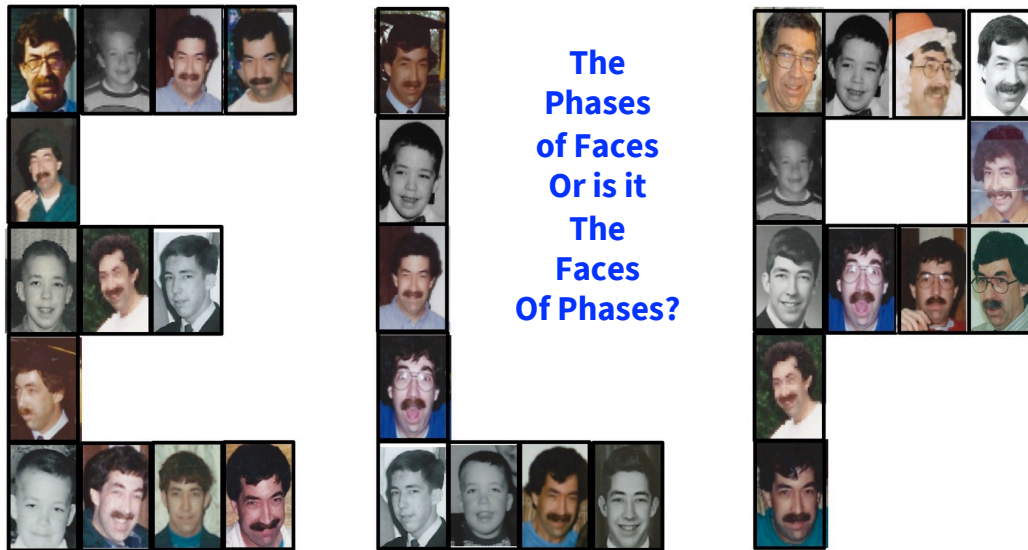 The
Phases
of Faces
Or is it
The
Faces
Of Phases?